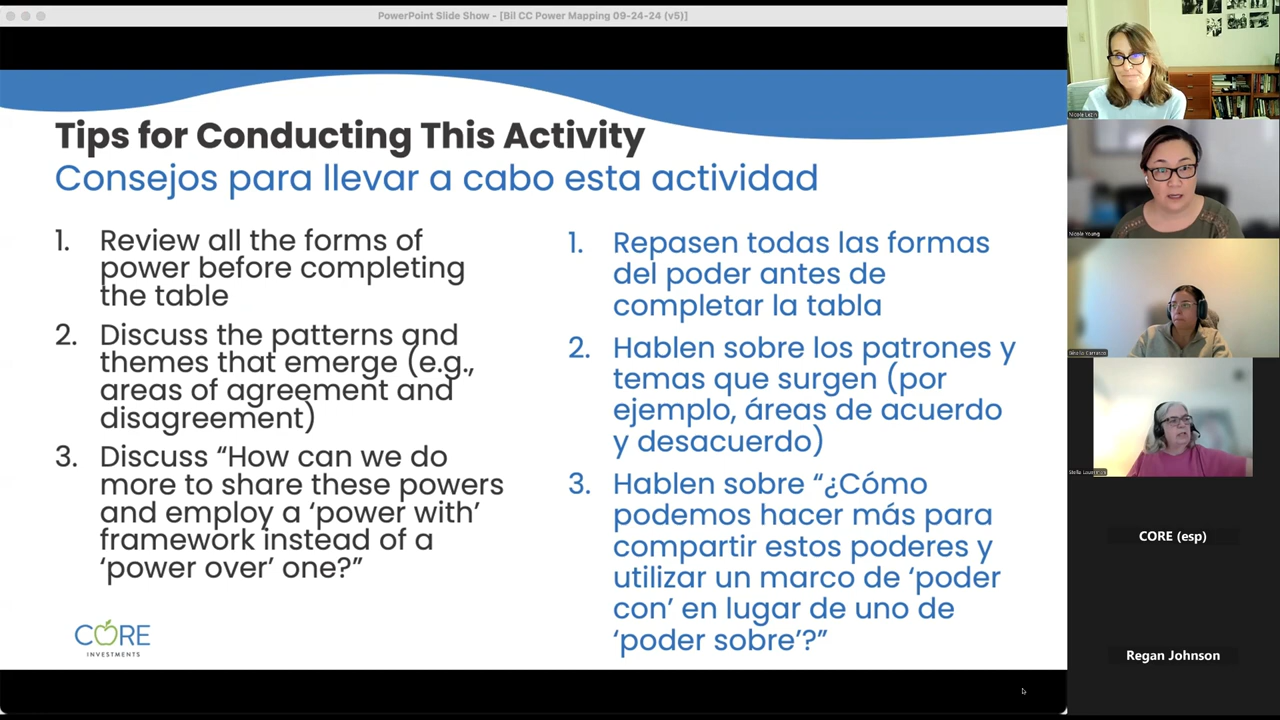 PowerPoint Slide Show - [Bil CC Power Mapping 09-24-24 (v5)]
Tips for Conducting This Activity
Consejos para llevar a cabo esta actividad
1. Review all the forms of
power before completing
the table
2. Discuss the patterns and
themes that emerge (e.g.,
areas of agreement and
disagreement)
3. Discuss “How can we do
more to share these powers
and employ a ‘power with’
framework instead of a
‘power over’ one?”
1. Repasen todas las formas
del poder antes de
completar la tabla
2. Hablen sobre los patrones y
temas que surgen (por
ejemplo, áreas de acuerdo
y desacuerdo)
3. Hablen sobre “¿Cómo
podemos hacer más para
compartir estos poderes y
utilizar un marco de ‘poder
con’ en lugar de uno de
‘poder sobre’?”
CORE
INVESTMENTS
Nicole Young
CORE (esp)
Regan Johnson